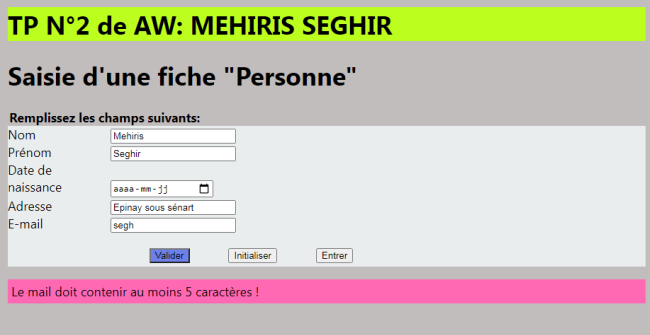 TP N°2 de AW: MEHIRIS SEGHIR
Saisie d'une fiche "Personne"
Remplissez les champs suivants:
Nom Mehiris
Prénom Seghir
Date de
naissance aaaa-mm-jj
Adresse Epinay sous sénart
E-mail segh
Valider Initialiser Entrer
Le mail doit contenir au moins 5 caractères !